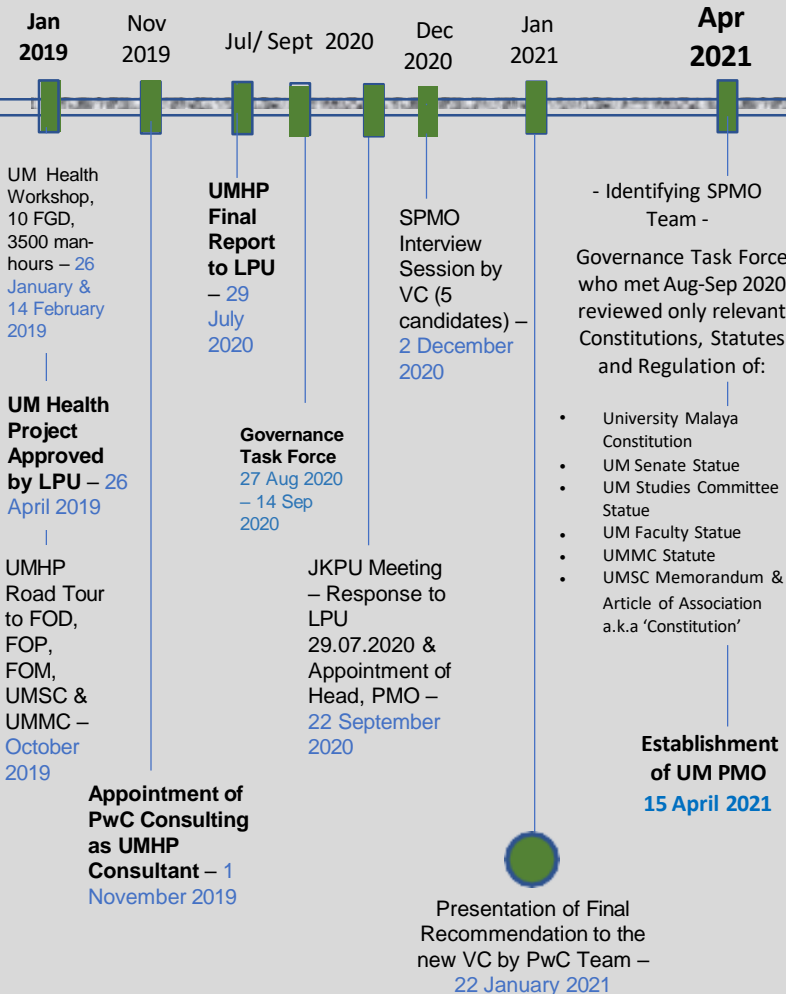 Jan
2019
Nov
2019
Jul/ Sept 2020
Dec
2020
Jan
2021
Apr
2021
UM Health
Workshop,
10 FGD,
3500 man-
hours – 26
January &
14 February
2019
UM Health
Project
Approved
by LPU – 26
April 2019
UMHP
Road Tour
to FOD,
FOP,
FOM,
UMSC &
UMMC –
October
2019
Appointment of
PwC Consulting
as UMHP
Consultant – 1
November 2019
UMHP
Final
Report
to LPU
– 29
July
2020
Governance
Task Force
27 Aug 2020
– 14 Sep
2020
JKPU Meeting
– Response to
LPU
29.07.2020 &
Appointment of
Head, PMO –
22 September
2020
SPMO
Interview
Session by
VC (5
candidates) –
2 December
2020
Presentation of Final
Recommendation to the
new VC by PwC Team –
22 January 2021
- Identifying SPMO
Team -
Governance Task Force
who met Aug-Sep 2020
reviewed only relevant
Constitutions, Statutes
and Regulation of:
• University Malaya
Constitution
• UM Senate Statue
• UM Studies Committee
Statue
• UM Faculty Statue
• UMMC Statute
• UMSC Memorandum &
Article of Association
a.k.a ‘Constitution’
Establishment
of UM PMO
15 April 2021